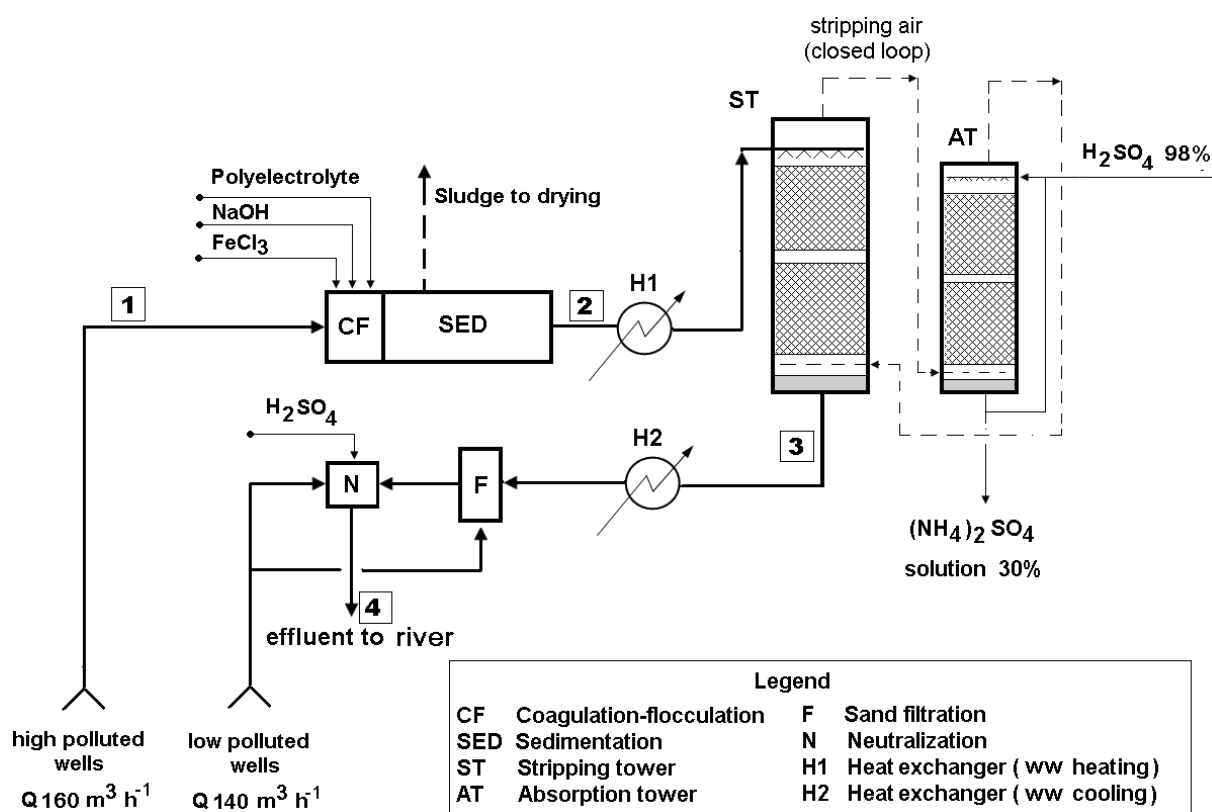 stripping air
(closed loop)
ST
AT
H2SO4 98%
Polyelectrolyte
NaOH
FeCl3
Sludge to drying
1
CF
SED
2
H1
H2SO4
N
F
H2
3
(NH4)2 SO4
solution 30%
4
effluent to river
high polluted
wells
Q 160 m3 h-1
low polluted
wells
Q 140 m3 h-1
Legend
CF Coagulation-flocculation
SED Sedimentation
ST Stripping tower
AT Absorption tower
F Sand filtration
N Neutralization
H1 Heat exchanger ( ww heating)
H2 Heat exchanger ( ww cooling)